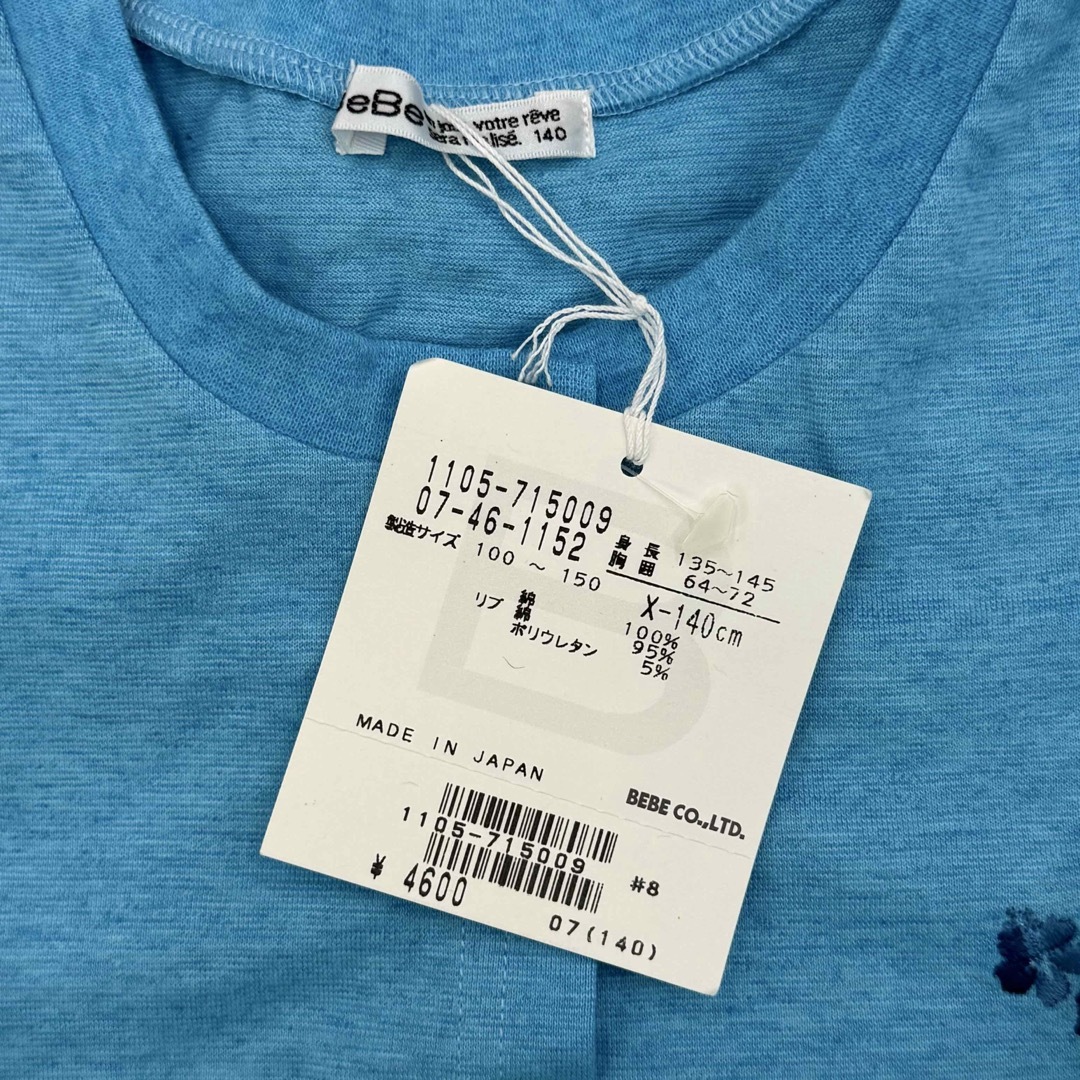 eBe
votre rêve
140
1105-715009
07-46-1152
製造サイズ 100 ~ 150
身長 135~145
胸囲 64~72
X-140cm
綿 100%
リブ 綿 95%
ポリウレタン 5%
MADE IN JAPAN
BEBE CO.,LTD.
1105-715009
¥ 4600
#8
07(140)